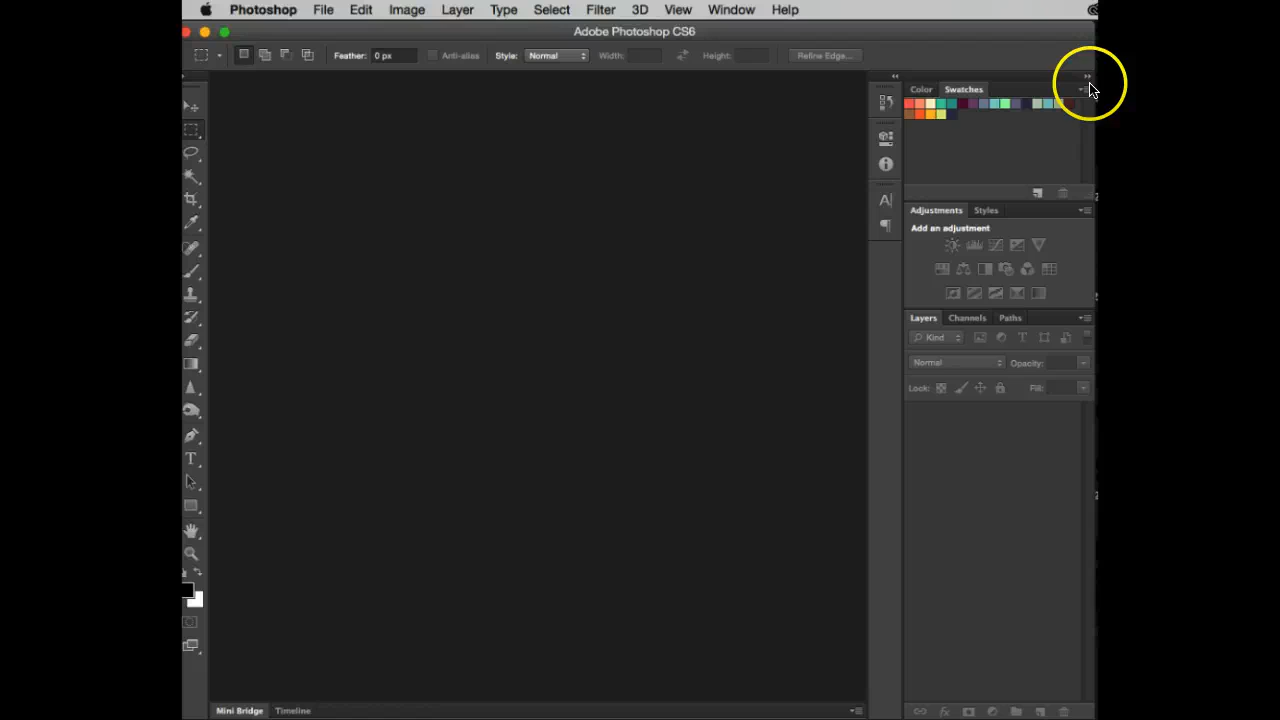 Photoshop File Edit Image Layer Type Select Filter 3D View Window Help
Adobe Photoshop CS6
Feather: 0 px Anti-alias Style: Normal Width: Height: Refine Edge...
Color Swatches
Adjustments Styles
Add an adjustment
Layers Channels Paths
Kind
Normal Opacity:
Lock: Fill:
Mini Bridge Timeline